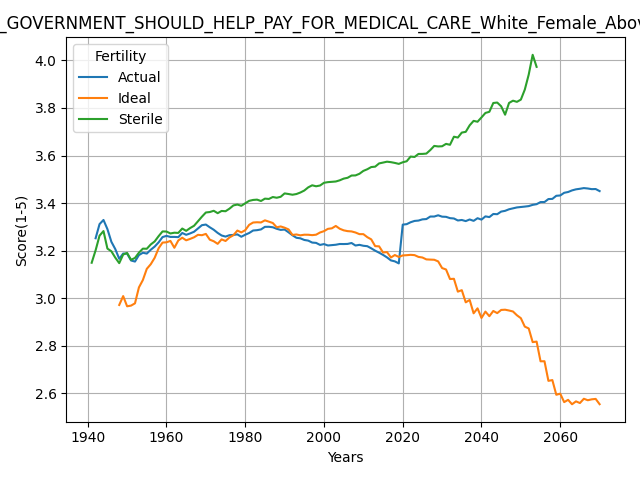 _GOVERNMENT_SHOULD_HELP_PAY_FOR_MEDICAL_CARE_White_Female_Abov
Fertility
Actual
Ideal
Sterile
Score(1-5)
4.0
3.8
3.6
3.4
3.2
3.0
2.8
2.6
1940 1960 1980 2000 2020 2040 2060
Years